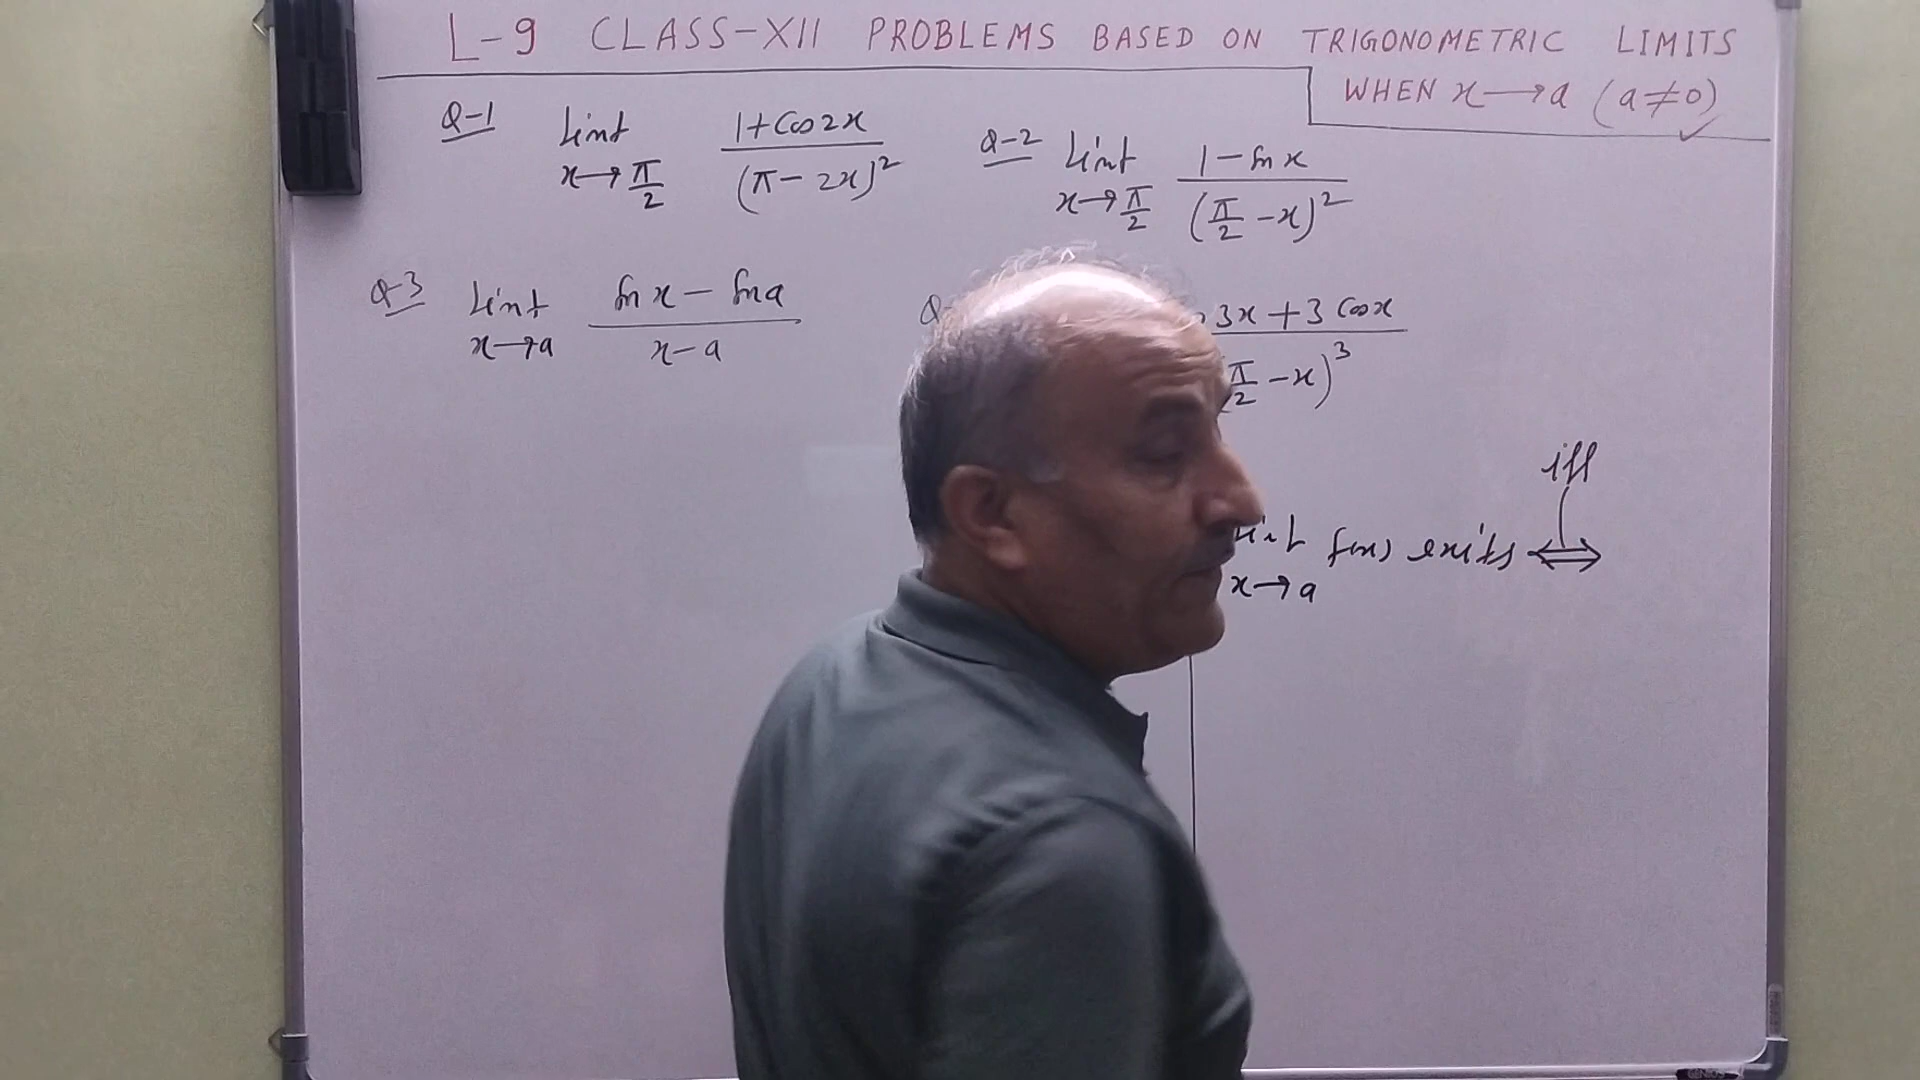 L-9 CLASS-XII PROBLEMS BASED ON TRIGONOMETRIC LIMITS
WHEN x→a (a≠0)
Q-1 Limt x→π/2 (1+Cos2x)/(π-2x)²
Q-2 Limt x→π/2 (1-Sinx)/(π/2-x)²
Q-3 Limt x→a (Sinx-Sina)/(x-a)
3x+3Cosx
π/2-x)³
iff
f(x) exits ⇔
x→a